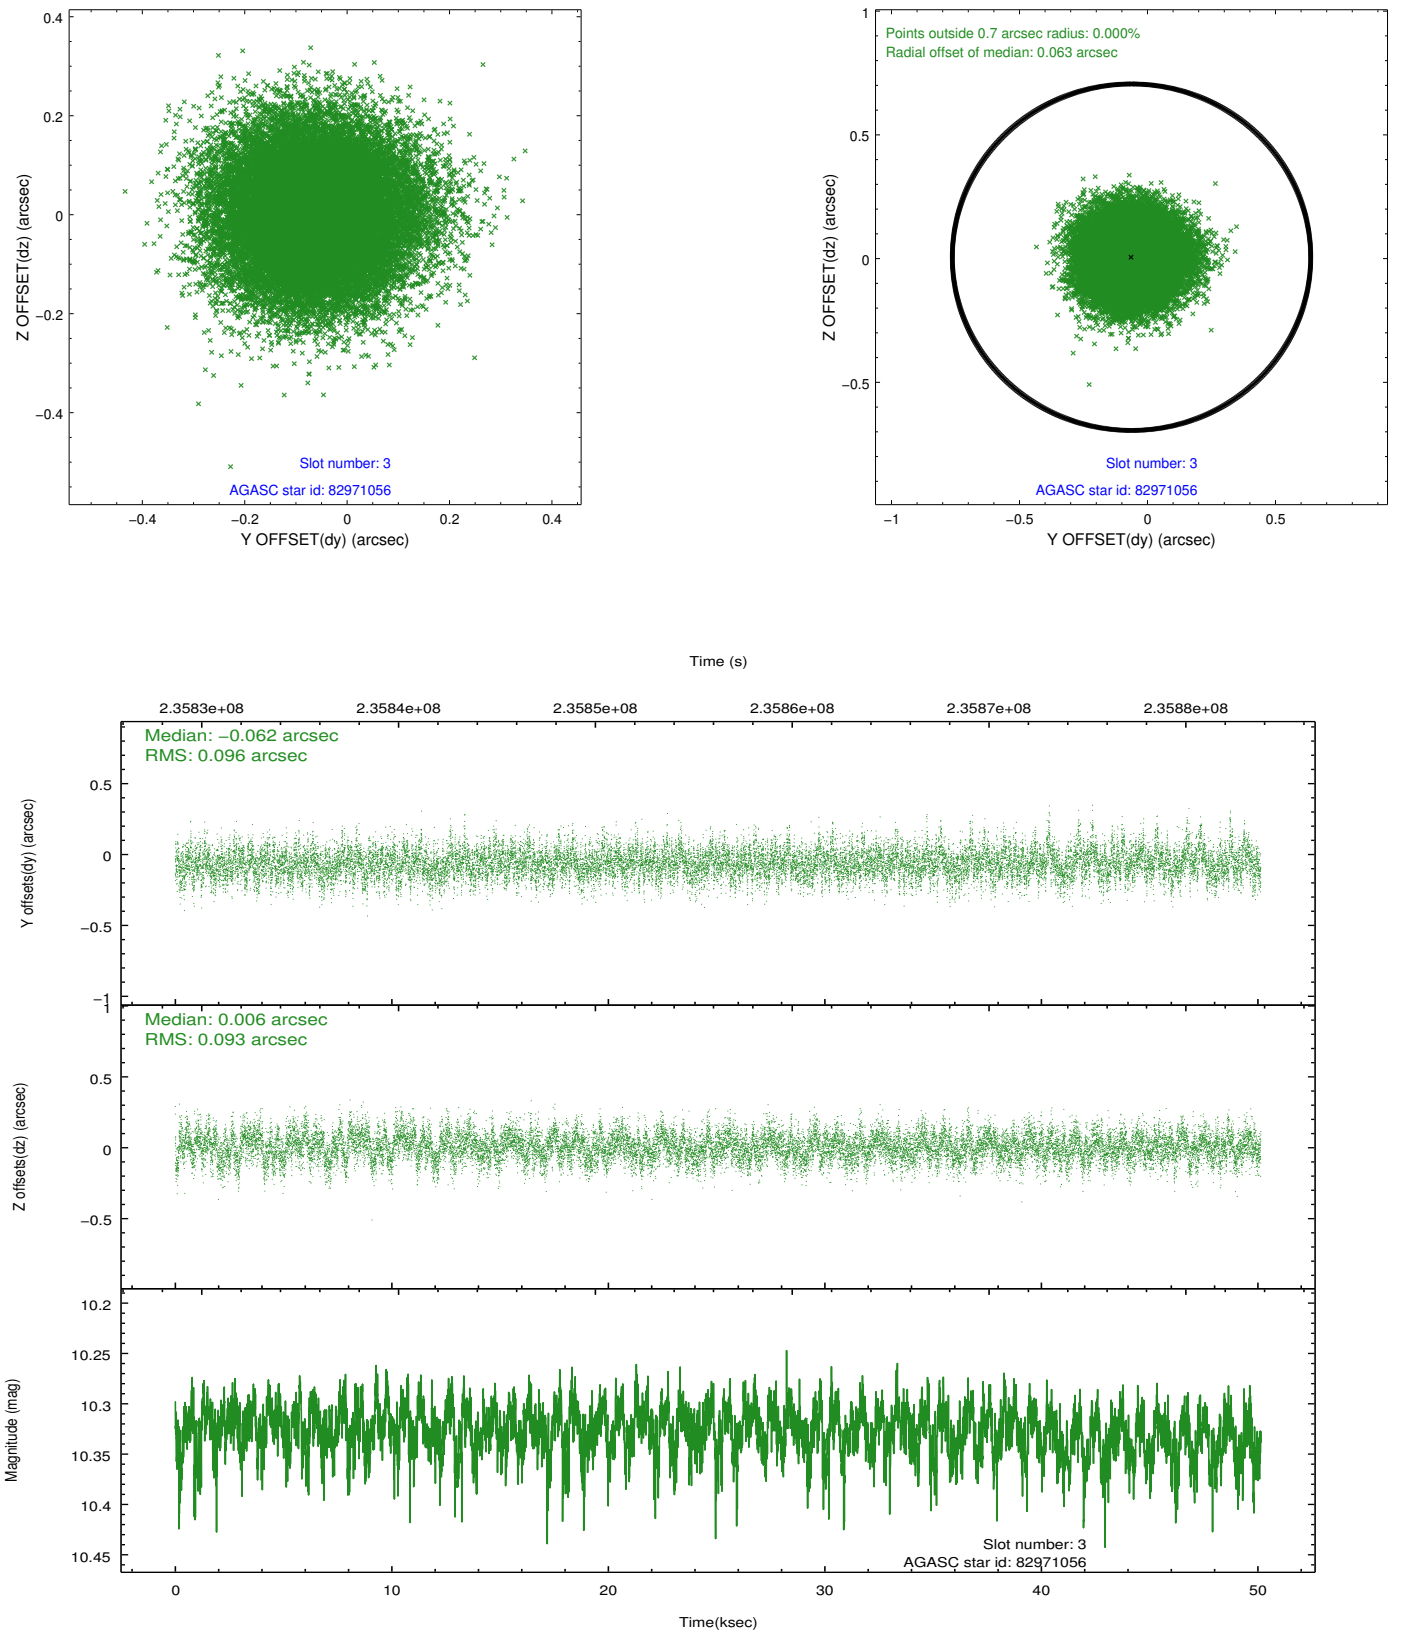 0.4
0.2
0
−0.2
−0.4
Z OFFSET(dz) (arcsec)
Slot number: 3
AGASC star id: 82971056
−0.4 −0.2 0 0.2 0.4
Y OFFSET(dy) (arcsec)
1
0.5
0
−0.5
Z OFFSET(dz) (arcsec)
Points outside 0.7 arcsec radius: 0.000%
Radial offset of median: 0.063 arcsec
Slot number: 3
AGASC star id: 82971056
−1 −0.5 0 0.5
Y OFFSET(dy) (arcsec)
Time (s)
2.3583e+08 2.3584e+08 2.3585e+08 2.3586e+08 2.3587e+08 2.3588e+08
Median: −0.062 arcsec
RMS: 0.096 arcsec
0.5
0
−0.5
−1
Y offsets(dy) (arcsec)
Median: 0.006 arcsec
RMS: 0.093 arcsec
1
0.5
0
−0.5
Z offsets(dz) (arcsec)
10.2
10.25
10.3
10.35
10.4
10.45
Magnitude (mag)
Slot number: 3
AGASC star id: 82971056
0 10 20 30 40 50
Time(ksec)